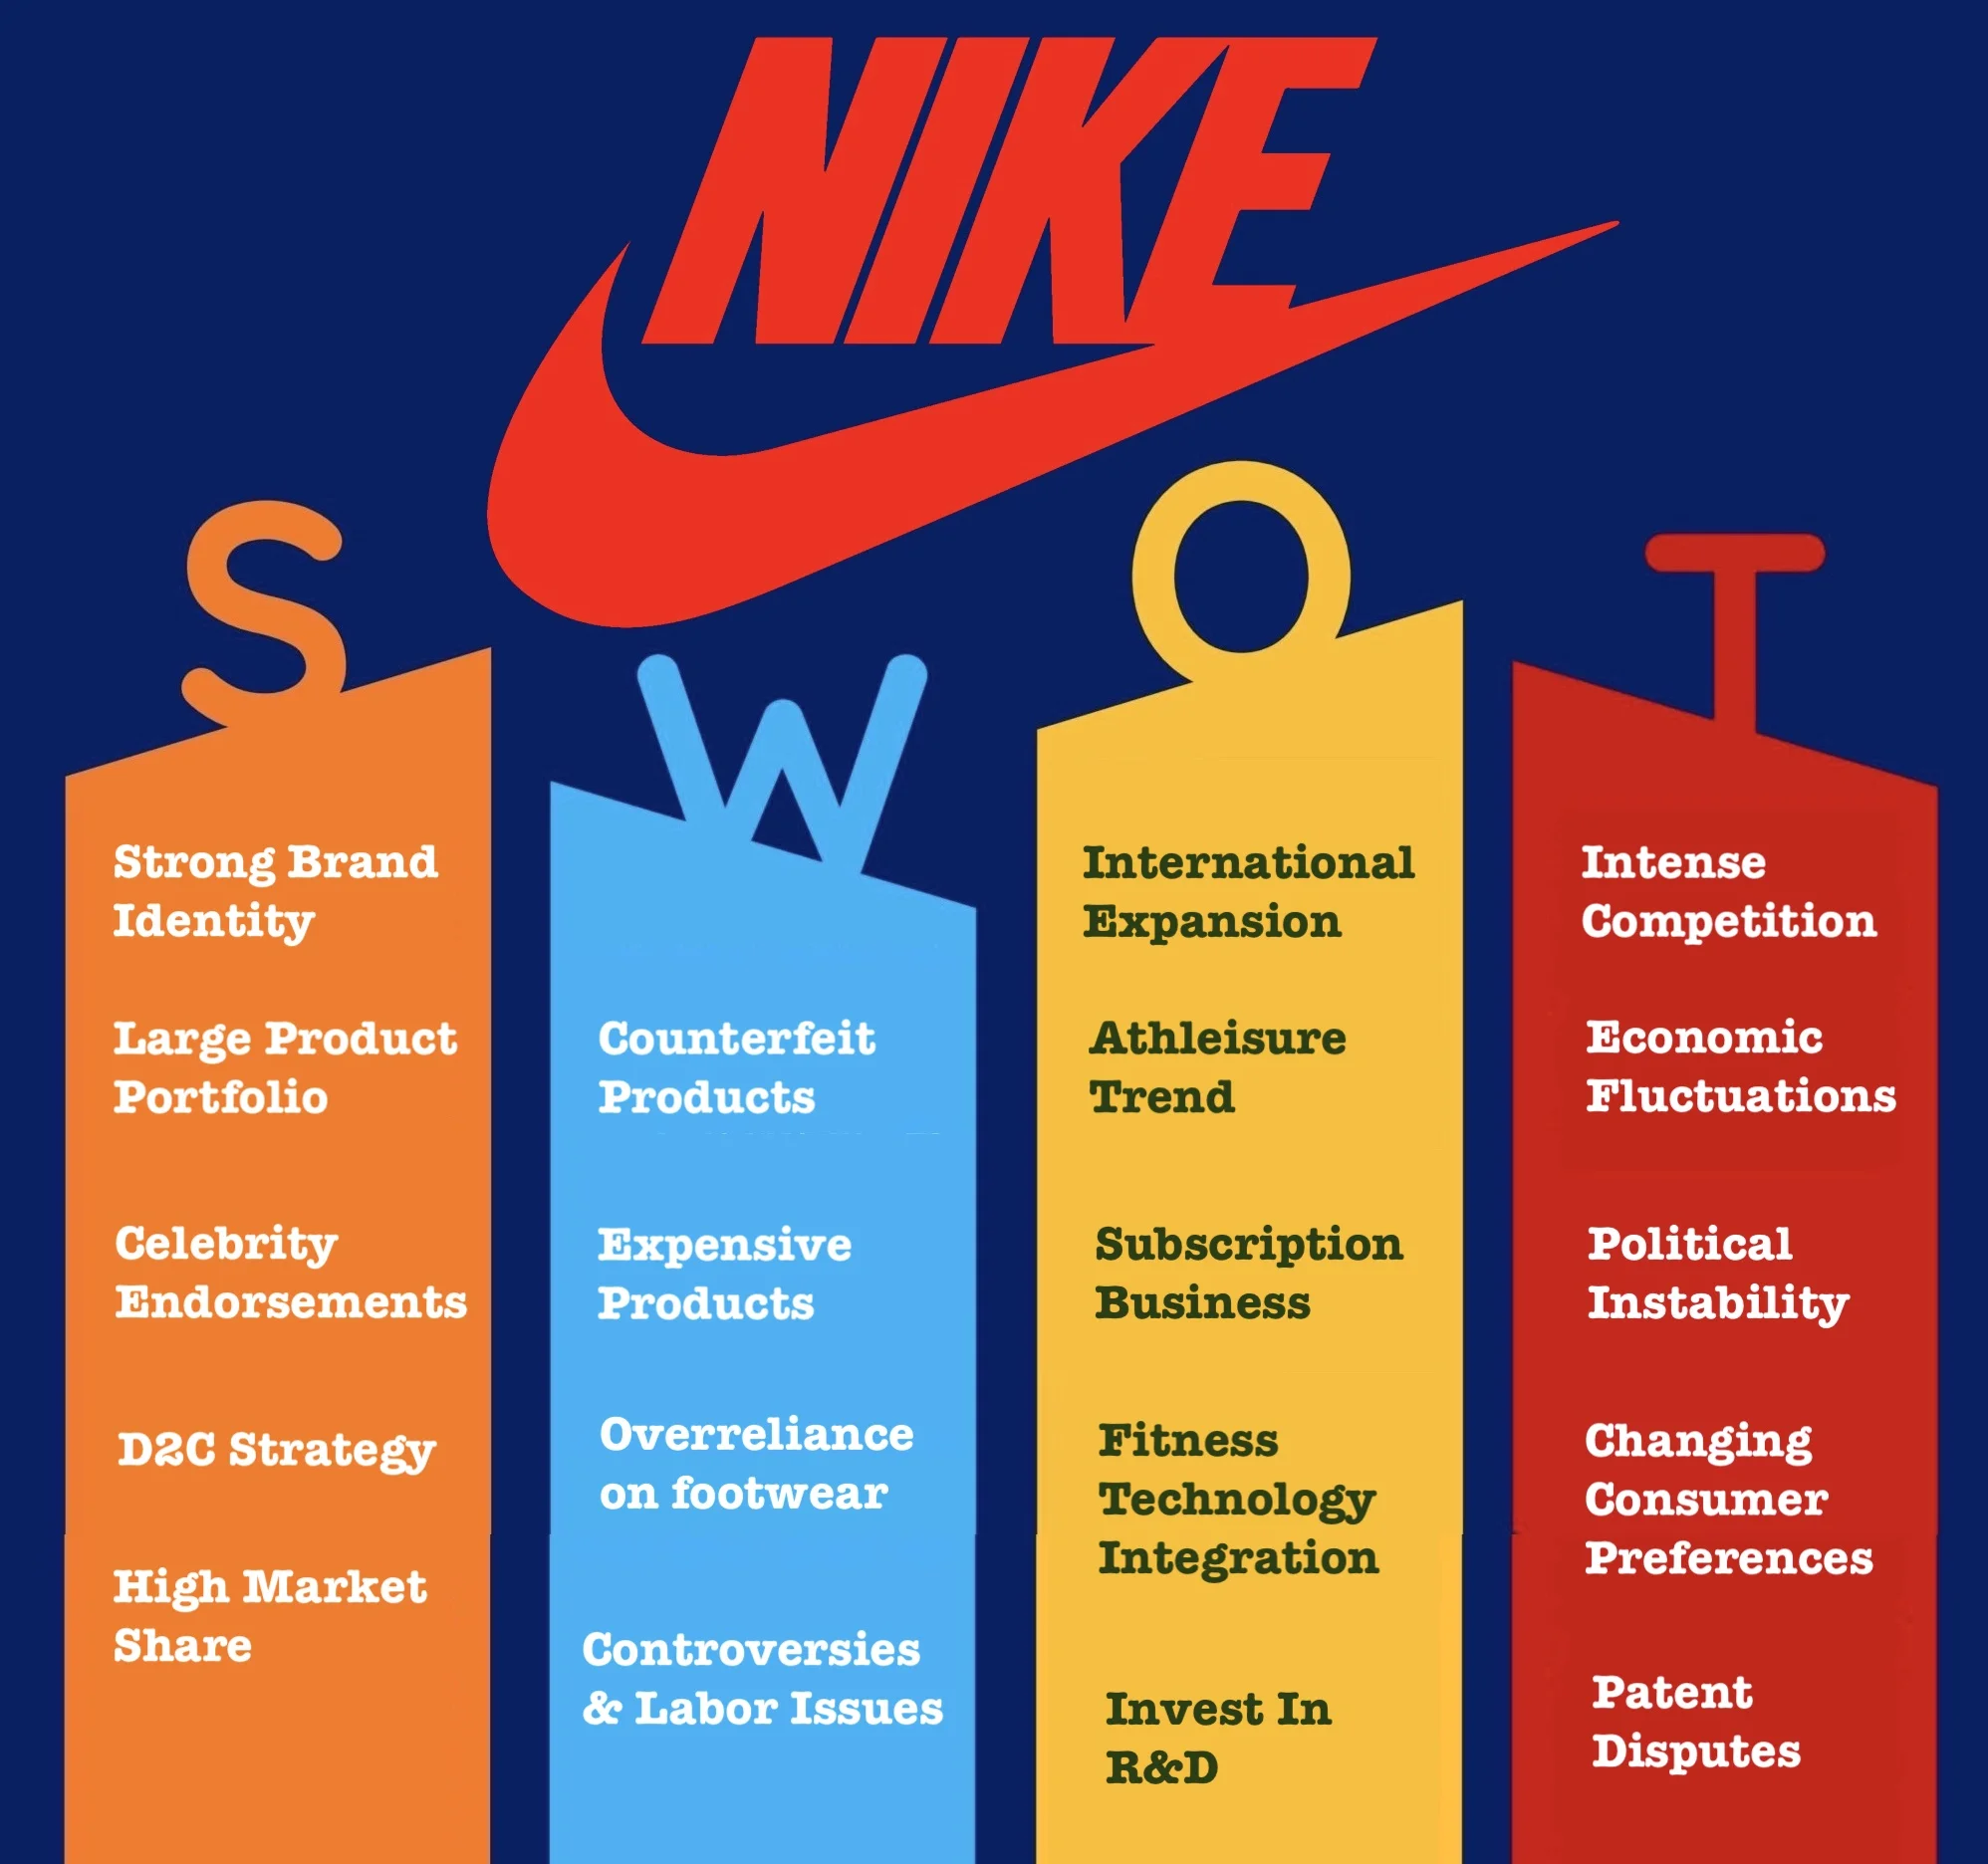 NIKE
S
Strong Brand
Identity
Large Product
Portfolio
Celebrity
Endorsements
D2C Strategy
High Market
Share
W
Counterfeit
Products
Expensive
Products
Overreliance
on footwear
Controversies
& Labor Issues
O
International
Expansion
Athleisure
Trend
Subscription
Business
Fitness
Technology
Integration
Invest In
R&D
T
Intense
Competition
Economic
Fluctuations
Political
Instability
Changing
Consumer
Preferences
Patent
Disputes